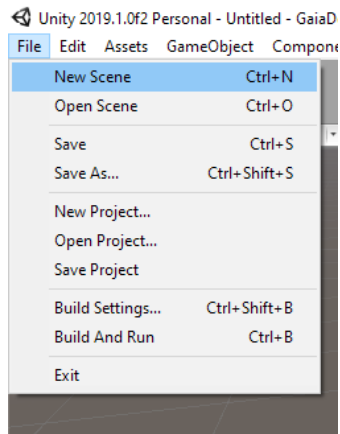 Unity 2019.1.0f2 Personal - Untitled - GaiaD
File Edit Assets GameObject Compone
New Scene Ctrl+N
Open Scene Ctrl+O
Save Ctrl+S
Save As... Ctrl+Shift+S
New Project...
Open Project...
Save Project
Build Settings... Ctrl+Shift+B
Build And Run Ctrl+B
Exit